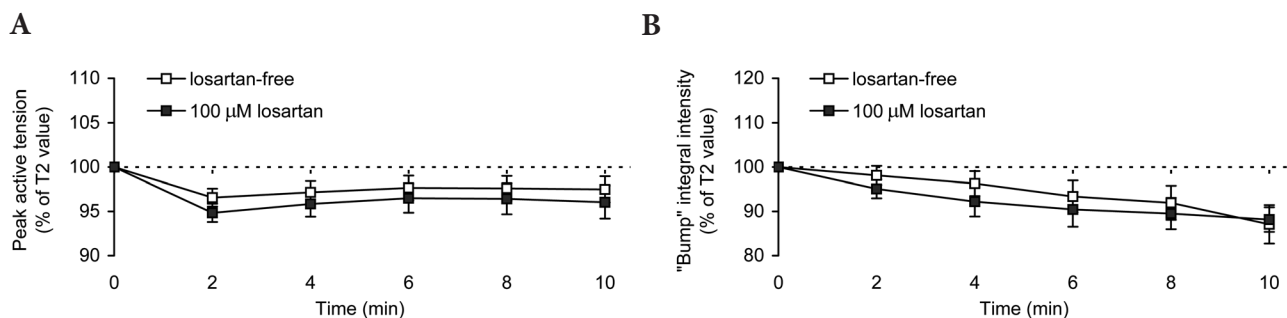 A
Peak active tension
(% of T2 value)
110
105
100
95
90
losartan-free
100 μM losartan
0 2 4 6 8 10
Time (min)
B
"Bump" integral intensity
(% of T2 value)
120
110
100
90
80
losartan-free
100 μM losartan
0 2 4 6 8 10
Time (min)